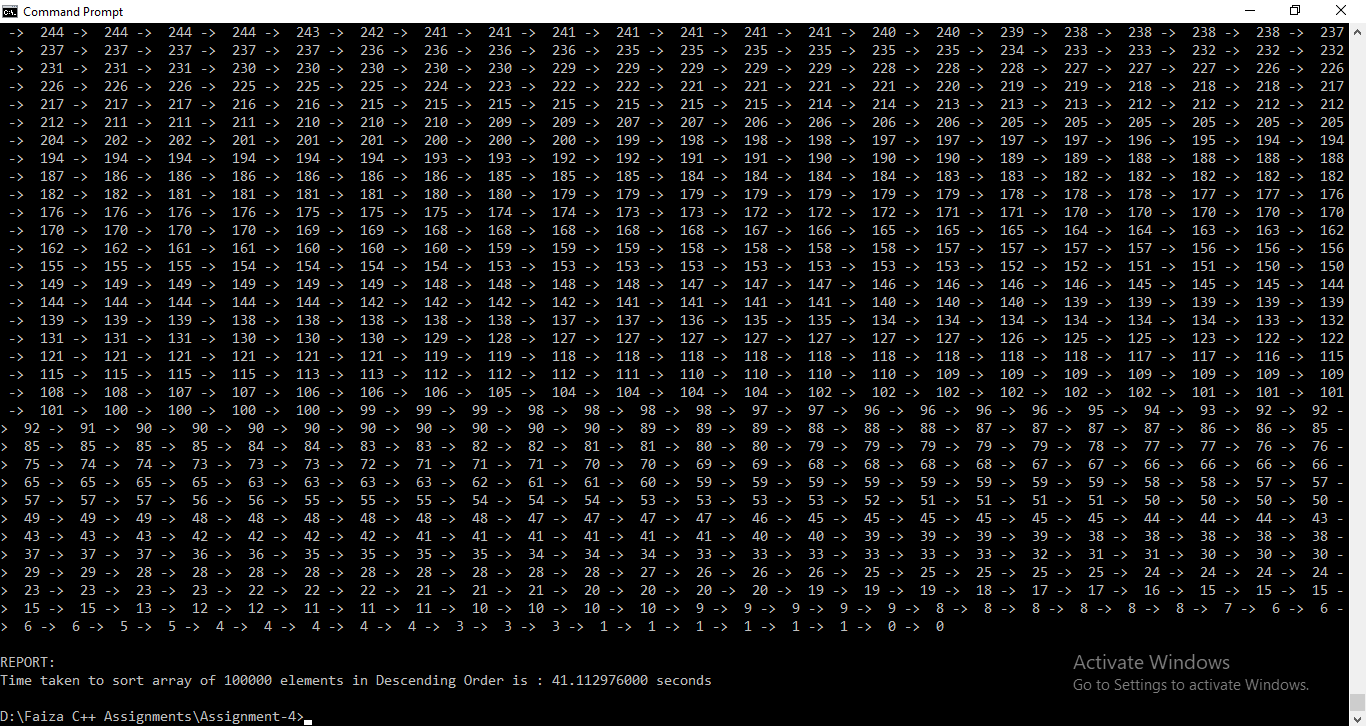 Command Prompt
-> 244 -> 244 -> 244 -> 244 -> 243 -> 242 -> 241 -> 241 -> 241 -> 241 -> 241 -> 241 -> 241 -> 240 -> 240 -> 239 -> 238 -> 238 -> 238 -> 238 -> 237
-> 237 -> 237 -> 237 -> 237 -> 237 -> 236 -> 236 -> 236 -> 236 -> 235 -> 235 -> 235 -> 235 -> 235 -> 235 -> 234 -> 233 -> 233 -> 232 -> 232 -> 232
-> 231 -> 231 -> 231 -> 230 -> 230 -> 230 -> 230 -> 230 -> 229 -> 229 -> 229 -> 229 -> 229 -> 228 -> 228 -> 228 -> 227 -> 227 -> 227 -> 226 -> 226
-> 226 -> 226 -> 226 -> 225 -> 225 -> 225 -> 224 -> 223 -> 222 -> 222 -> 221 -> 221 -> 221 -> 221 -> 220 -> 219 -> 219 -> 218 -> 218 -> 218 -> 217
-> 217 -> 217 -> 217 -> 216 -> 216 -> 215 -> 215 -> 215 -> 215 -> 215 -> 215 -> 215 -> 214 -> 214 -> 213 -> 213 -> 213 -> 212 -> 212 -> 212 -> 212
-> 212 -> 211 -> 211 -> 211 -> 210 -> 210 -> 210 -> 209 -> 209 -> 207 -> 207 -> 206 -> 206 -> 206 -> 206 -> 205 -> 205 -> 205 -> 205 -> 205 -> 205
-> 204 -> 202 -> 202 -> 201 -> 201 -> 201 -> 200 -> 200 -> 200 -> 199 -> 198 -> 198 -> 198 -> 197 -> 197 -> 197 -> 197 -> 196 -> 195 -> 194 -> 194
-> 194 -> 194 -> 194 -> 194 -> 194 -> 194 -> 193 -> 193 -> 192 -> 192 -> 191 -> 191 -> 190 -> 190 -> 190 -> 189 -> 189 -> 188 -> 188 -> 188 -> 188
-> 187 -> 186 -> 186 -> 186 -> 186 -> 186 -> 186 -> 185 -> 185 -> 185 -> 184 -> 184 -> 184 -> 184 -> 183 -> 183 -> 182 -> 182 -> 182 -> 182 -> 182
-> 182 -> 182 -> 181 -> 181 -> 181 -> 181 -> 180 -> 180 -> 179 -> 179 -> 179 -> 179 -> 179 -> 179 -> 179 -> 178 -> 178 -> 178 -> 177 -> 177 -> 176
-> 176 -> 176 -> 176 -> 176 -> 175 -> 175 -> 175 -> 174 -> 174 -> 173 -> 173 -> 172 -> 172 -> 172 -> 171 -> 171 -> 170 -> 170 -> 170 -> 170 -> 170
-> 170 -> 170 -> 170 -> 170 -> 169 -> 169 -> 168 -> 168 -> 168 -> 168 -> 168 -> 167 -> 166 -> 165 -> 165 -> 165 -> 164 -> 164 -> 163 -> 163 -> 162
-> 162 -> 162 -> 161 -> 161 -> 160 -> 160 -> 160 -> 160 -> 159 -> 159 -> 159 -> 158 -> 158 -> 158 -> 158 -> 157 -> 157 -> 157 -> 156 -> 156 -> 156
-> 155 -> 155 -> 155 -> 154 -> 154 -> 154 -> 154 -> 153 -> 153 -> 153 -> 153 -> 153 -> 153 -> 153 -> 153 -> 152 -> 152 -> 151 -> 151 -> 150 -> 150
-> 149 -> 149 -> 149 -> 149 -> 149 -> 149 -> 148 -> 148 -> 148 -> 148 -> 147 -> 147 -> 147 -> 146 -> 146 -> 146 -> 146 -> 145 -> 145 -> 145 -> 144
-> 144 -> 144 -> 144 -> 144 -> 144 -> 142 -> 142 -> 142 -> 142 -> 141 -> 141 -> 141 -> 141 -> 140 -> 140 -> 140 -> 139 -> 139 -> 139 -> 139 -> 139
-> 139 -> 139 -> 139 -> 138 -> 138 -> 138 -> 138 -> 138 -> 137 -> 137 -> 136 -> 135 -> 135 -> 134 -> 134 -> 134 -> 134 -> 134 -> 134 -> 133 -> 132
-> 131 -> 131 -> 131 -> 130 -> 130 -> 130 -> 129 -> 128 -> 127 -> 127 -> 127 -> 127 -> 127 -> 127 -> 127 -> 126 -> 125 -> 125 -> 123 -> 122 -> 122
-> 121 -> 121 -> 121 -> 121 -> 121 -> 121 -> 119 -> 119 -> 118 -> 118 -> 118 -> 118 -> 118 -> 118 -> 118 -> 118 -> 118 -> 117 -> 117 -> 116 -> 115
-> 115 -> 115 -> 115 -> 115 -> 113 -> 113 -> 112 -> 112 -> 112 -> 111 -> 110 -> 110 -> 110 -> 110 -> 109 -> 109 -> 109 -> 109 -> 109 -> 109 -> 109
-> 108 -> 108 -> 107 -> 107 -> 106 -> 106 -> 106 -> 105 -> 104 -> 104 -> 104 -> 104 -> 102 -> 102 -> 102 -> 102 -> 102 -> 102 -> 101 -> 101 -> 101
-> 101 -> 100 -> 100 -> 100 -> 100 -> 99 -> 99 -> 99 -> 98 -> 98 -> 98 -> 98 -> 97 -> 97 -> 96 -> 96 -> 96 -> 96 -> 95 -> 94 -> 93 -> 92 -> 92 -
> 92 -> 91 -> 90 -> 90 -> 90 -> 90 -> 90 -> 90 -> 90 -> 90 -> 90 -> 89 -> 89 -> 89 -> 88 -> 88 -> 88 -> 87 -> 87 -> 87 -> 87 -> 86 -> 86 -> 85 -
> 85 -> 85 -> 85 -> 85 -> 84 -> 84 -> 83 -> 83 -> 82 -> 82 -> 81 -> 81 -> 80 -> 80 -> 79 -> 79 -> 79 -> 79 -> 79 -> 78 -> 77 -> 77 -> 76 -> 76 -
> 75 -> 74 -> 74 -> 73 -> 73 -> 73 -> 72 -> 71 -> 71 -> 71 -> 70 -> 70 -> 69 -> 69 -> 68 -> 68 -> 68 -> 68 -> 67 -> 67 -> 66 -> 66 -> 66 -> 66 -
> 65 -> 65 -> 65 -> 65 -> 63 -> 63 -> 63 -> 63 -> 62 -> 61 -> 61 -> 60 -> 59 -> 59 -> 59 -> 59 -> 59 -> 59 -> 59 -> 59 -> 58 -> 58 -> 57 -> 57 -
> 57 -> 57 -> 57 -> 56 -> 56 -> 55 -> 55 -> 55 -> 54 -> 54 -> 54 -> 53 -> 53 -> 53 -> 53 -> 52 -> 51 -> 51 -> 51 -> 51 -> 50 -> 50 -> 50 -> 50 -
> 49 -> 49 -> 49 -> 48 -> 48 -> 48 -> 48 -> 48 -> 48 -> 47 -> 47 -> 47 -> 47 -> 46 -> 45 -> 45 -> 45 -> 45 -> 45 -> 45 -> 44 -> 44 -> 44 -> 43 -
> 43 -> 43 -> 43 -> 42 -> 42 -> 42 -> 42 -> 41 -> 41 -> 41 -> 41 -> 41 -> 41 -> 40 -> 40 -> 39 -> 39 -> 39 -> 39 -> 38 -> 38 -> 38 -> 38 -> 38 -
> 37 -> 37 -> 37 -> 36 -> 36 -> 35 -> 35 -> 35 -> 35 -> 34 -> 34 -> 34 -> 33 -> 33 -> 33 -> 33 -> 33 -> 33 -> 32 -> 31 -> 31 -> 30 -> 30 -> 30 -
> 29 -> 29 -> 28 -> 28 -> 28 -> 28 -> 28 -> 28 -> 28 -> 28 -> 28 -> 27 -> 26 -> 26 -> 26 -> 25 -> 25 -> 25 -> 25 -> 25 -> 24 -> 24 -> 24 -> 24 -
> 23 -> 23 -> 23 -> 23 -> 22 -> 22 -> 22 -> 21 -> 21 -> 21 -> 20 -> 20 -> 20 -> 20 -> 19 -> 19 -> 19 -> 18 -> 17 -> 17 -> 16 -> 15 -> 15 -> 15 -
> 15 -> 15 -> 13 -> 12 -> 12 -> 11 -> 11 -> 11 -> 10 -> 10 -> 10 -> 10 -> 9 -> 9 -> 9 -> 9 -> 9 -> 8 -> 8 -> 8 -> 8 -> 8 -> 8 -> 7 -> 6 -> 6 -
> 6 -> 6 -> 5 -> 5 -> 4 -> 4 -> 4 -> 4 -> 4 -> 3 -> 3 -> 3 -> 1 -> 1 -> 1 -> 1 -> 1 -> 1 -> 0 -> 0
REPORT:
Time taken to sort array of 100000 elements in Descending Order is : 41.112976000 seconds
Activate Windows
Go to Settings to activate Windows.
D:\Faiza C++ Assignments\Assignment-4>